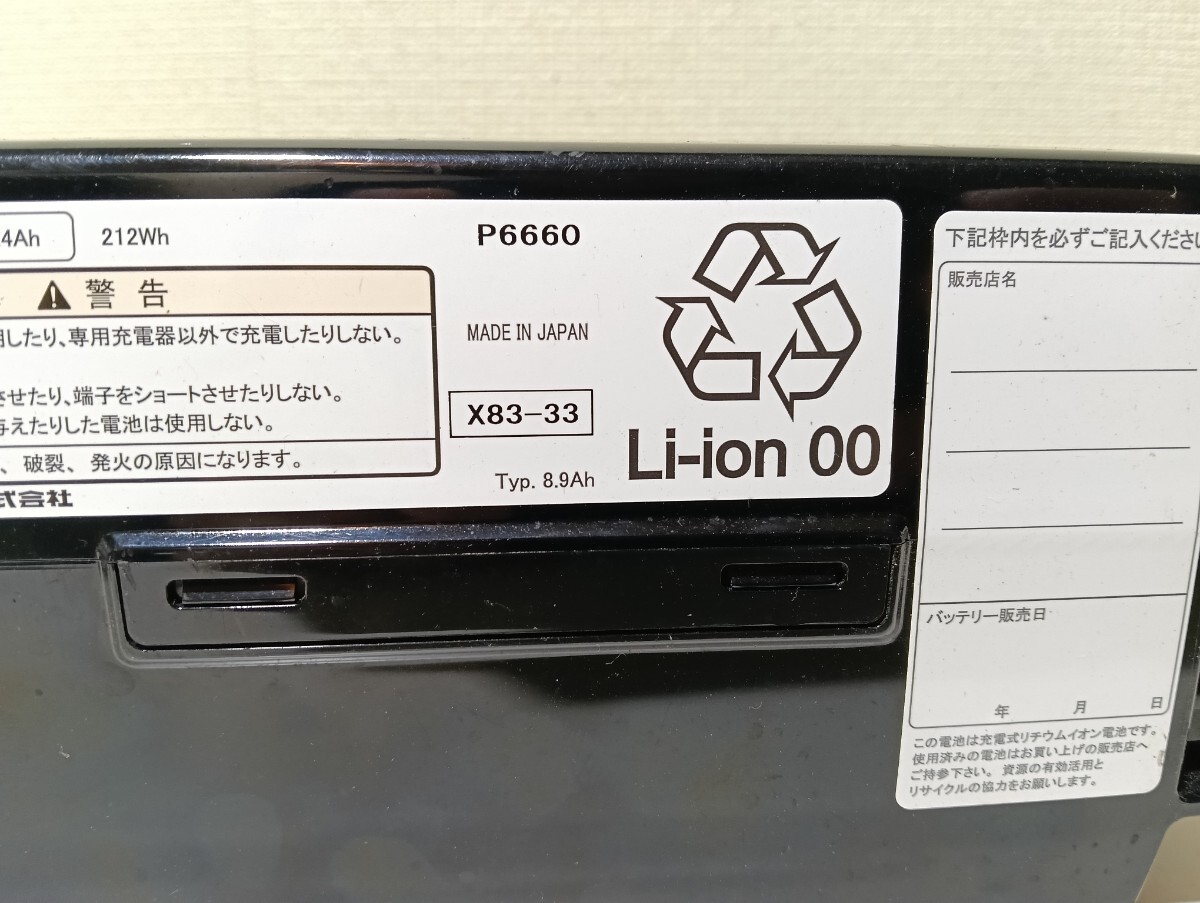 4Ah 212Wh P6660
警告
したり、専用充電器以外で充電したりしない。
MADE IN JAPAN
させたり、端子をショートさせたりしない。
与えたりした電池は使用しない。
X83-33
、破裂、発火の原因になります。
Typ. 8.9Ah
Li-ion 00
式会社
下記枠内を必ずご記入くださ
販売店名
バッテリー販売日
年 月 日
この電池は充電式リチウムイオン電池です。
使用済みの電池はお買い上げの販売店へ
ご持参下さい。資源の有効活用と
リサイクルの協力をお願いします。